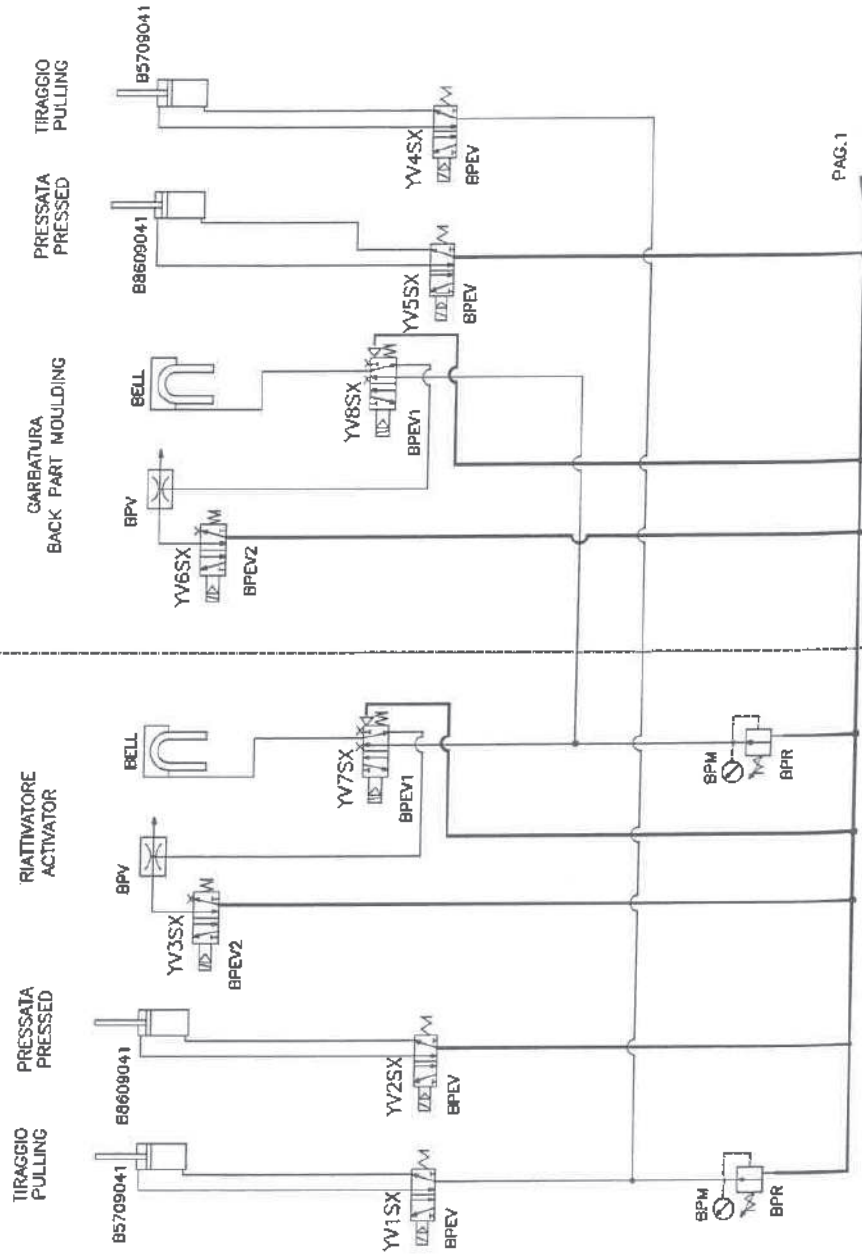 TIRAGGIO
PULLING
PRESSATA
PRESSED
RIATTIVATORE
ACTIVATOR
GARBATURA
BACK PART MOULDING
PRESSATA
PRESSED
TIRAGGIO
PULLING
B5709041
B8609041
BPV
BELL
BPV
BELL
B8609041
B5709041
YV3SX
BPEV2
YV6SX
BPEV2
YV1SX
BPEV
YV2SX
BPEV
YV7SX
BPEV1
YV8SX
BPEV1
YV5SX
BPEV
YV4SX
BPEV
BPM
BPR
BPM
BPR
PAG.1